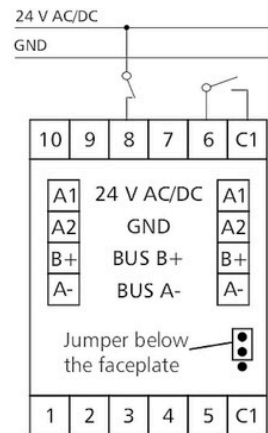 24 V AC/DC
GND
10 9 8 7 6 C1
A1 24 V AC/DC A1
A2 GND A2
B+ BUS B+ B+
A- BUS A- A-
Jumper below
the faceplate
1 2 3 4 5 C1